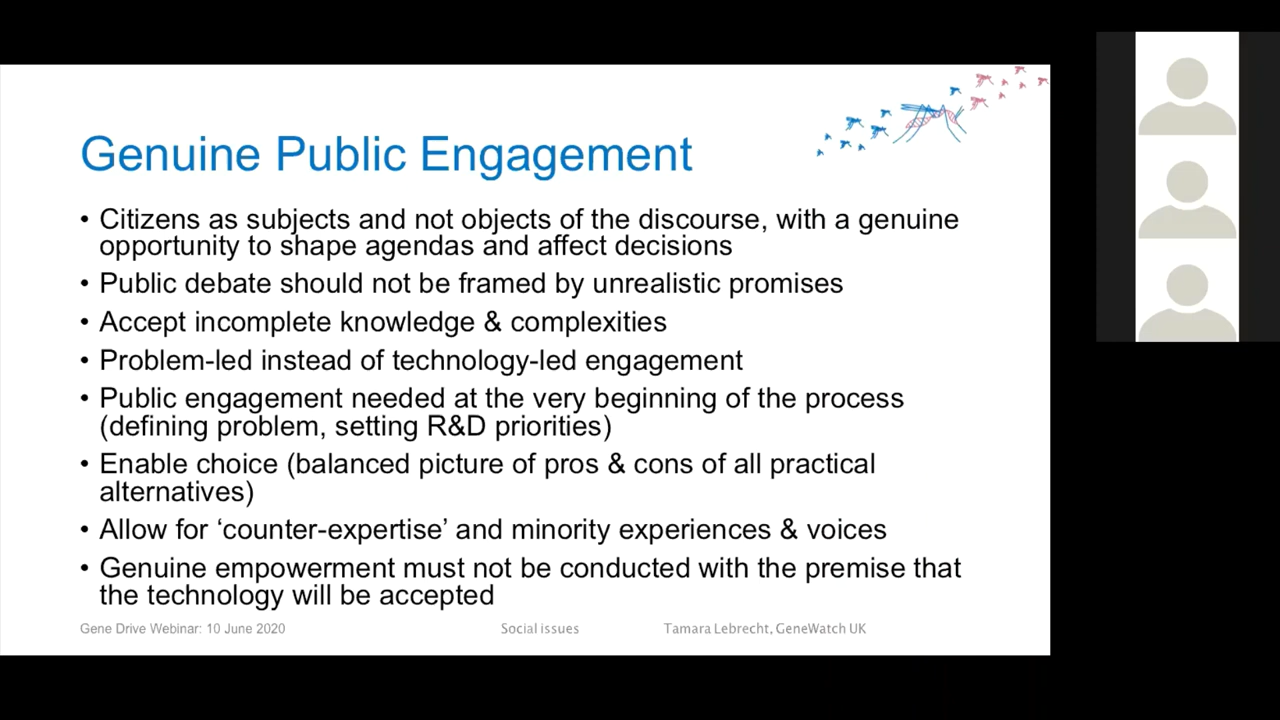 Genuine Public Engagement
• Citizens as subjects and not objects of the discourse, with a genuine
opportunity to shape agendas and affect decisions
• Public debate should not be framed by unrealistic promises
• Accept incomplete knowledge & complexities
• Problem-led instead of technology-led engagement
• Public engagement needed at the very beginning of the process
(defining problem, setting R&D priorities)
• Enable choice (balanced picture of pros & cons of all practical
alternatives)
• Allow for ‘counter-expertise’ and minority experiences & voices
• Genuine empowerment must not be conducted with the premise that
the technology will be accepted
Gene Drive Webinar: 10 June 2020 Social issues Tamara Lebrecht, GeneWatch UK